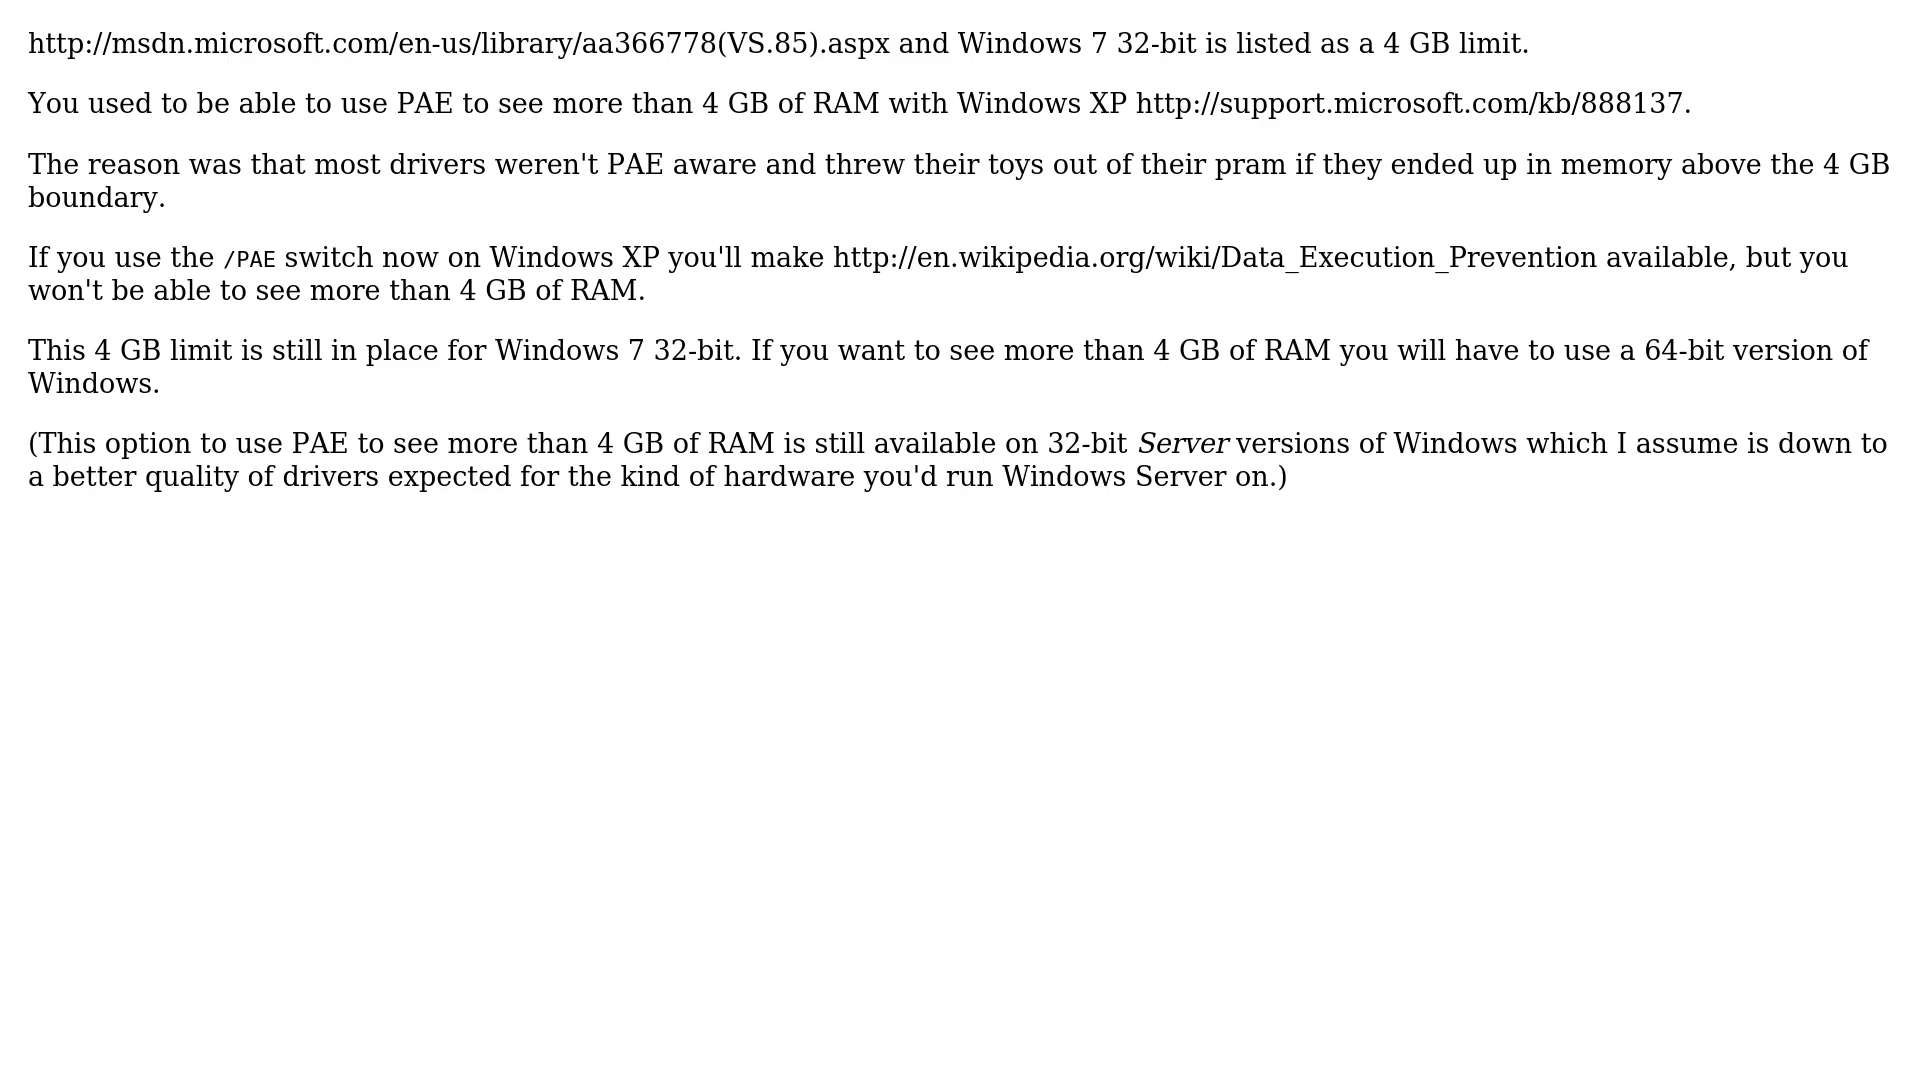 http://msdn.microsoft.com/en-us/library/aa366778(VS.85).aspx and Windows 7 32-bit is listed as a 4 GB limit.
You used to be able to use PAE to see more than 4 GB of RAM with Windows XP http://support.microsoft.com/kb/888137.
The reason was that most drivers weren't PAE aware and threw their toys out of their pram if they ended up in memory above the 4 GB
boundary.
If you use the /PAE switch now on Windows XP you'll make http://en.wikipedia.org/wiki/Data_Execution_Prevention available, but you
won't be able to see more than 4 GB of RAM.
This 4 GB limit is still in place for Windows 7 32-bit. If you want to see more than 4 GB of RAM you will have to use a 64-bit version of
Windows.
(This option to use PAE to see more than 4 GB of RAM is still available on 32-bit Server versions of Windows which I assume is down to
a better quality of drivers expected for the kind of hardware you'd run Windows Server on.)